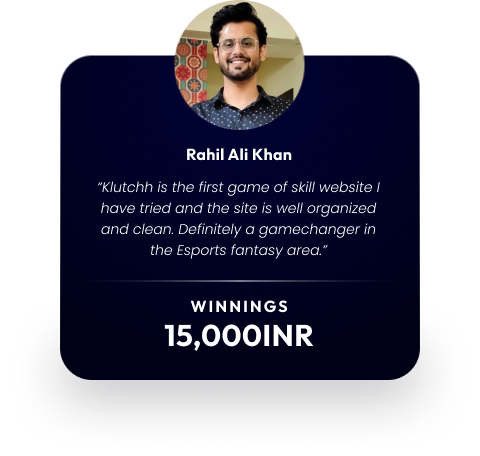 Rahil Ali Khan
“Klutchh is the first game of skill website I
have tried and the site is well organized
and clean. Definitely a gamechanger in
the Esports fantasy area.”
WINNINGS
15,000INR